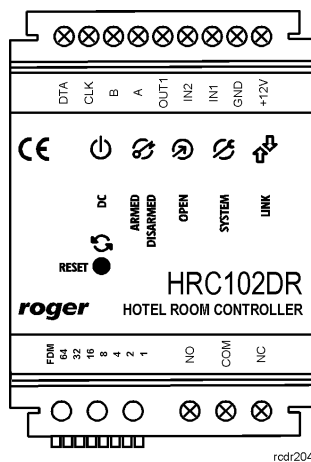 DTA CLK B A OUT1 IN2 IN1 GND +12V
CE
DC ARMED DISARMED OPEN SYSTEM LINK
RESET
HRC102DR
roger HOTEL ROOM CONTROLLER
FDM 64 32 16 8 4 2 1 NO COM NC
rcdr204